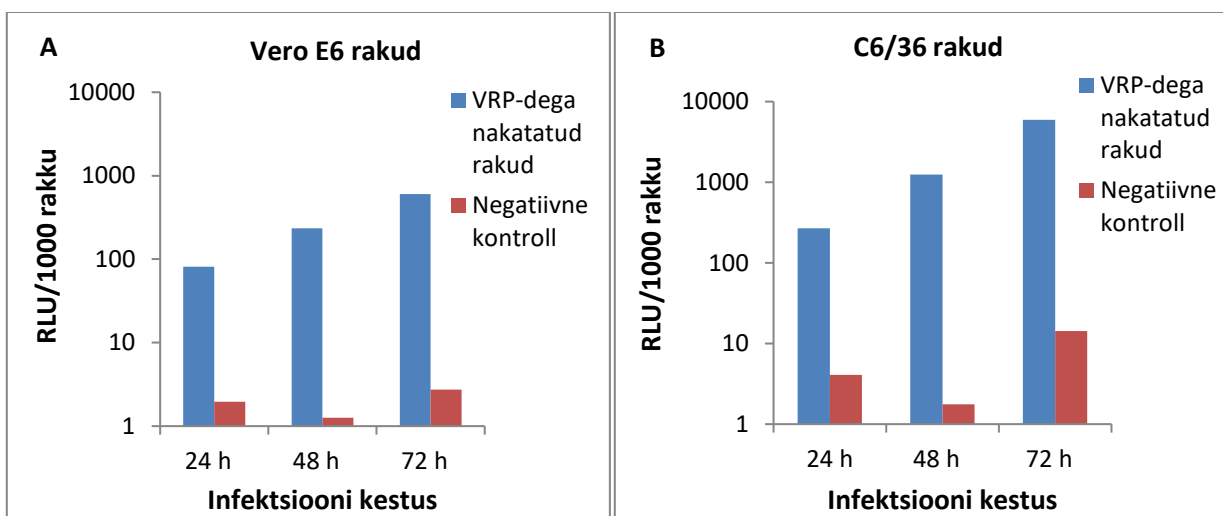 A
Vero E6 rakud
10000
1000
100
10
1
RLU/1000 rakku
24 h 48 h 72 h
Infektsiooni kestus
VRP-dega
nakatatud
rakud
Negatiivne
kontroll
B
C6/36 rakud
10000
1000
100
10
1
RLU/1000 rakku
24 h 48 h 72 h
Infektsiooni kestus
VRP-dega
nakatatud
rakud
Negatiivne
kontroll